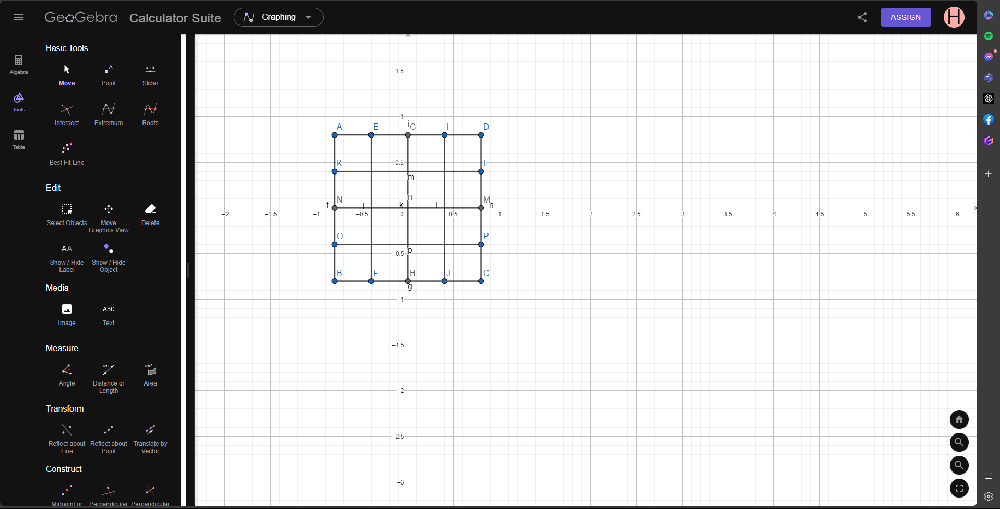 GeoGebra Calculator Suite Graphing ASSIGN H
Algebra
Tools
Table
Basic Tools
Move Point Slider
A a=2
Intersect Extremum Roots
Best Fit Line
Edit
Select Objects Move Graphics View Delete
AA
Show / Hide Label Show / Hide Object
Media
ABC
Image Text
Measure
cm cm²
Angle Distance or Length Area
Transform
Reflect about Line Reflect about Point Translate by Vector
Construct
Midpoint or Perpendicular Perpendicular
1.5
1
i G
A E I D
0.5
K L
m
n
N M
f j k l n
–2 –1.5 –1 –0.5 0 0.5 1 1.5 2 2.5 3 3.5 4 4.5 5 5.5 6
O P
–0.5 p
B F H J C
g
–1
–1.5
–2
–2.5
–3